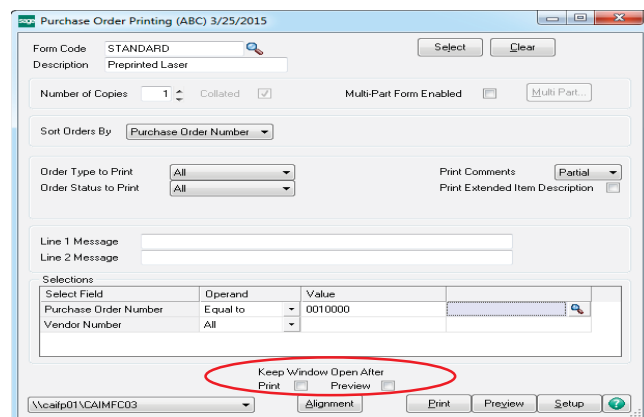 sage Purchase Order Printing (ABC) 3/25/2015
Form Code STANDARD Select Clear
Description Preprinted Laser
Number of Copies 1 Collated Multi-Part Form Enabled Multi Part...
Sort Orders By Purchase Order Number
Order Type to Print All Print Comments Partial
Order Status to Print All Print Extended Item Description
Line 1 Message
Line 2 Message
Selections
Select Field Operand Value
Purchase Order Number Equal to 0010000
Vendor Number All
Keep Window Open After
Print Preview
\\caifp01\CAIMFC03 Alignment Print Preview Setup